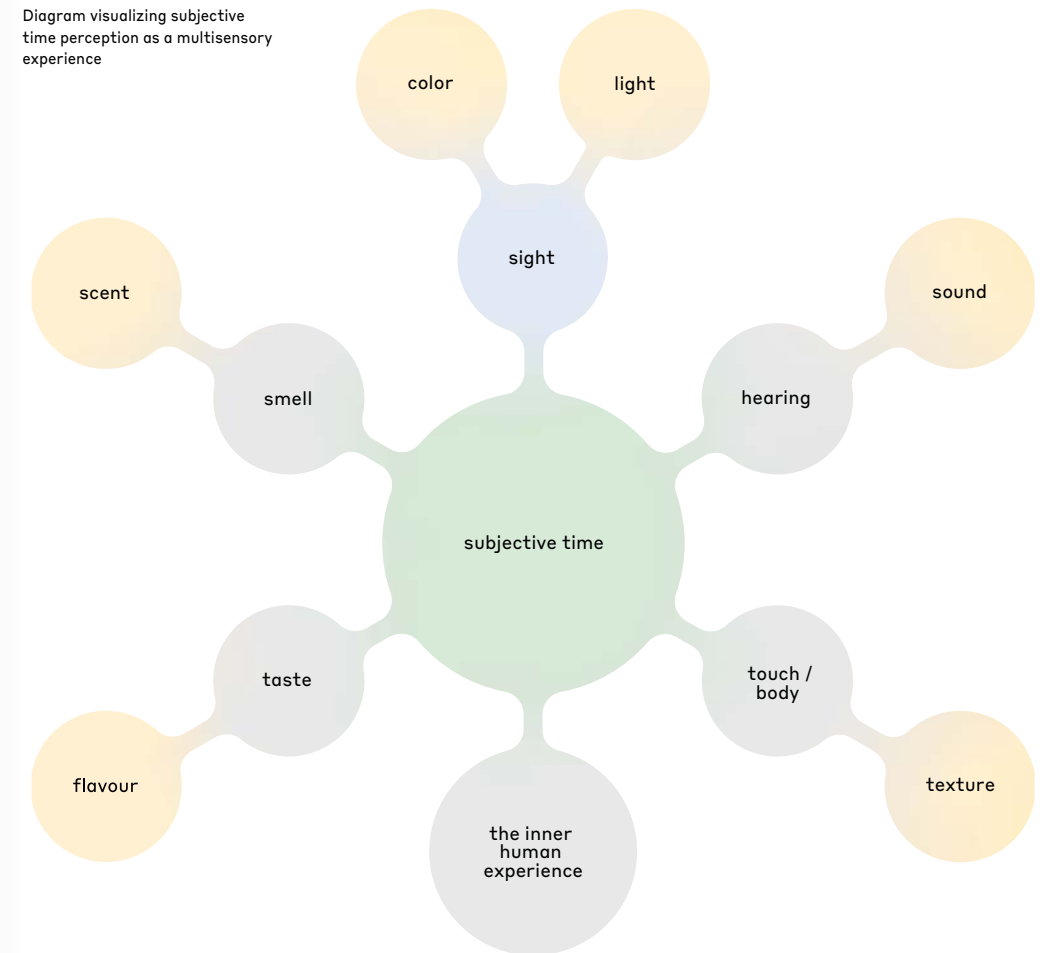 Diagram visualizing subjective
time perception as a multisensory
experience
color
light
sight
scent
sound
smell
hearing
subjective time
taste
touch /
body
flavour
texture
the inner
human
experience